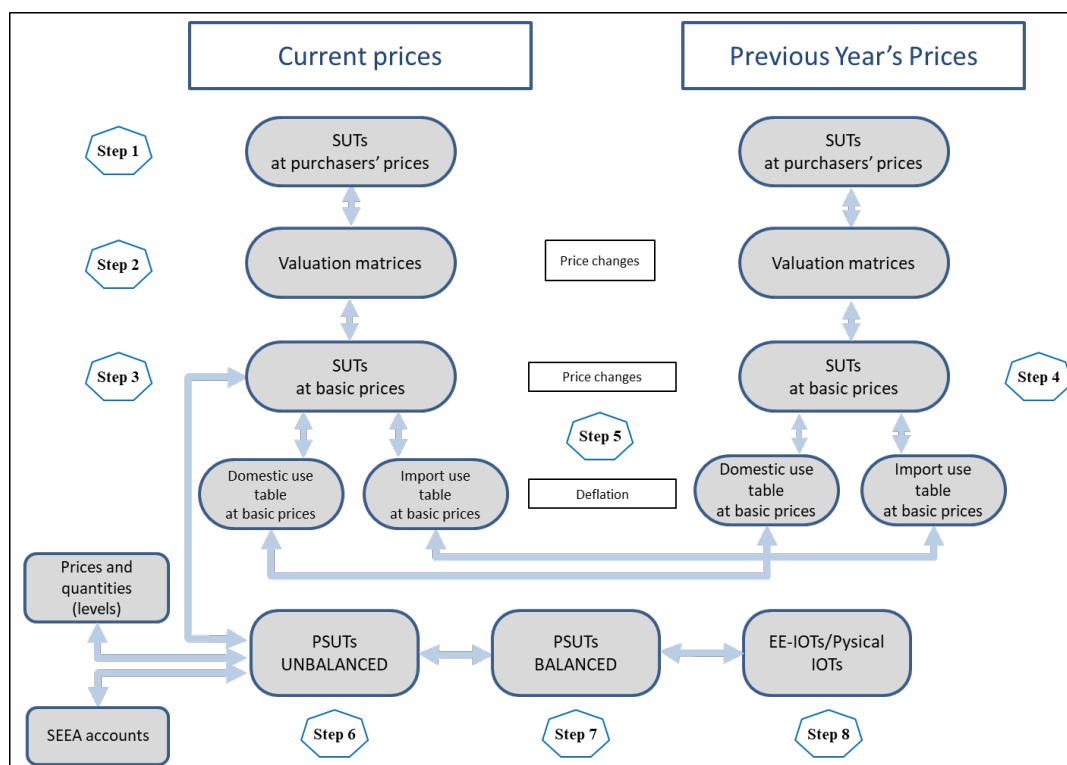 Current prices
Previous Year's Prices
Step 1
SUTs
at purchasers' prices
SUTs
at purchasers' prices
Step 2
Valuation matrices
Price changes
Valuation matrices
Step 3
SUTs
at basic prices
Price changes
SUTs
at basic prices
Step 4
Step 5
Domestic use
table
at basic prices
Import use
table
at basic prices
Deflation
Domestic use
table
at basic prices
Import use
table
at basic prices
Prices and
quantities
(levels)
PSUTs
UNBALANCED
PSUTs
BALANCED
EE-IOTs/Pysical
IOTs
SEEA accounts
Step 6
Step 7
Step 8